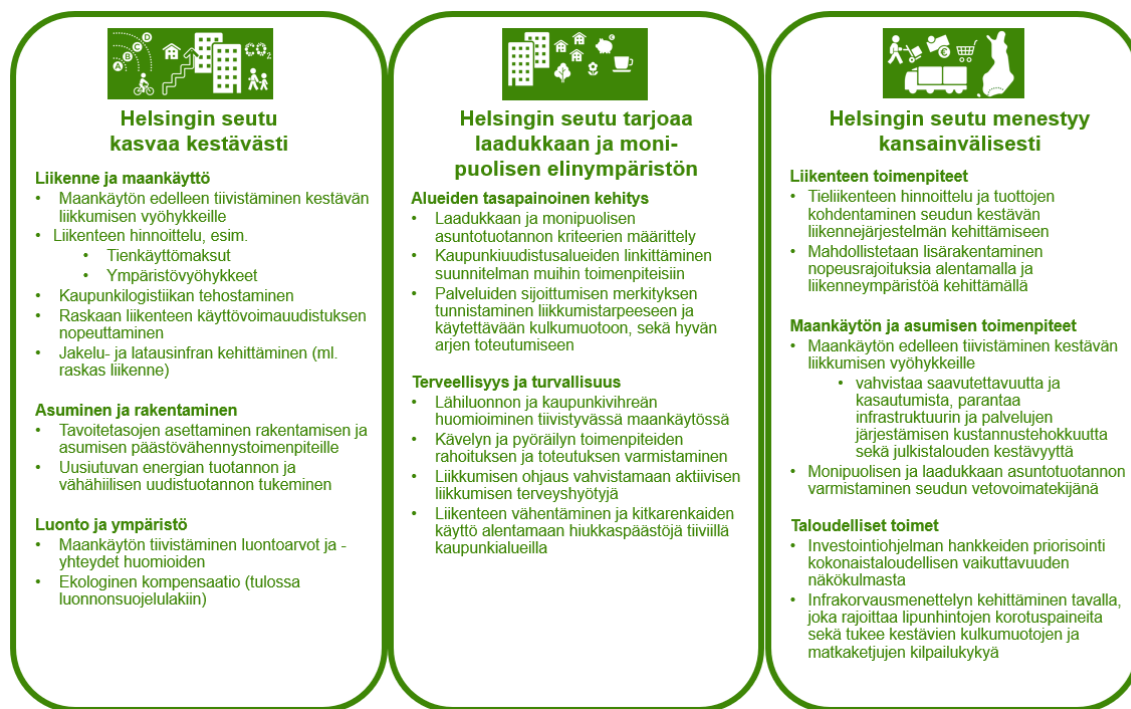 A B C D
CO₂
Helsingin seutu
kasvaa kestävästi
Liikenne ja maankäyttö
• Maankäytön edelleen tiivistäminen kestävän
liikkumisen vyöhykkeille
• Liikenteen hinnoittelu, esim.
• Tienkäyttömaksut
• Ympäristövyöhykkeet
• Kaupunkilogistiikan tehostaminen
• Raskaan liikenteen käyttövoimauudistuksen
nopeuttaminen
• Jakelu- ja latausinfran kehittäminen (ml.
raskas liikenne)
Asuminen ja rakentaminen
• Tavoitetasojen asettaminen rakentamisen ja
asumisen päästövähennystoimenpiteille
• Uusiutuvan energian tuotannon ja
vähähiilisen uudistuotannon tukeminen
Luonto ja ympäristö
• Maankäytön tiivistäminen luontoarvot ja -
yhteydet huomioiden
• Ekologinen kompensaatio (tulossa
luonnonsuojelulakiin)
Helsingin seutu tarjoaa
laadukkaan ja moni-
puolisen elinympäristön
Alueiden tasapainoinen kehitys
• Laadukkaan ja monipuolisen
asuntotuotannon kriteerien määrittely
• Kaupunkiuudistusalueiden linkittäminen
suunnitelman muihin toimenpiteisiin
• Palveluiden sijoittumisen merkityksen
tunnistaminen liikkumistarpeeseen ja
käytettävään kulkumuotoon, sekä hyvän
arjen toteutumiseen
Terveellisyys ja turvallisuus
• Lähiluonnon ja kaupunkivihreän
huomioiminen tiivistyvässä maankäytössä
• Kävelyn ja pyöräilyn toimenpiteiden
rahoituksen ja toteutuksen varmistaminen
• Liikkumisen ohjaus vahvistamaan aktiivisen
liikkumisen terveyshyötyjä
• Liikenteen vähentäminen ja kitkarenkaiden
käyttö alentamaan hiukkaspäästöjä tiiviillä
kaupunkialueilla
€
Helsingin seutu menestyy
kansainvälisesti
Liikenteen toimenpiteet
• Tieliikenteen hinnoittelu ja tuottojen
kohdentaminen seudun kestävän
liikennejärjestelmän kehittämiseen
• Mahdollistetaan lisärakentaminen
nopeusrajoituksia alentamalla ja
liikenneympäristöä kehittämällä
Maankäytön ja asumisen toimenpiteet
• Maankäytön edelleen tiivistäminen kestävän
liikkumisen vyöhykkeille
• vahvistaa saavutettavuutta ja
kasautumista, parantaa
infrastruktuurin ja palvelujen
järjestämisen kustannustehokkuutta
sekä julkistalouden kestävyyttä
• Monipuolisen ja laadukkaan asuntotuotannon
varmistaminen seudun vetovoimatekijänä
Taloudelliset toimet
• Investointiohjelman hankkeiden priorisointi
kokonaistaloudellisen vaikuttavuuden
näkökulmasta
• Infrakorvausmenettelyn kehittäminen tavalla,
joka rajoittaa lipunhintojen korotuspaineita
sekä tukee kestävien kulkumuotojen ja
matkaketjujen kilpailukykyä